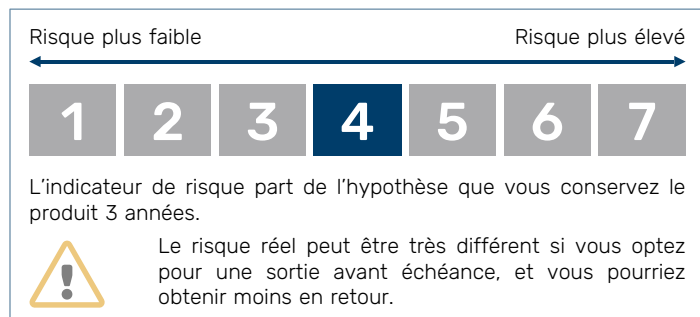 Risque plus faible Risque plus élevé
1 2 3 4 5 6 7
L'indicateur de risque part de l'hypothèse que vous conservez le
produit 3 années.
Le risque réel peut être très différent si vous optez
pour une sortie avant échéance, et vous pourriez
obtenir moins en retour.